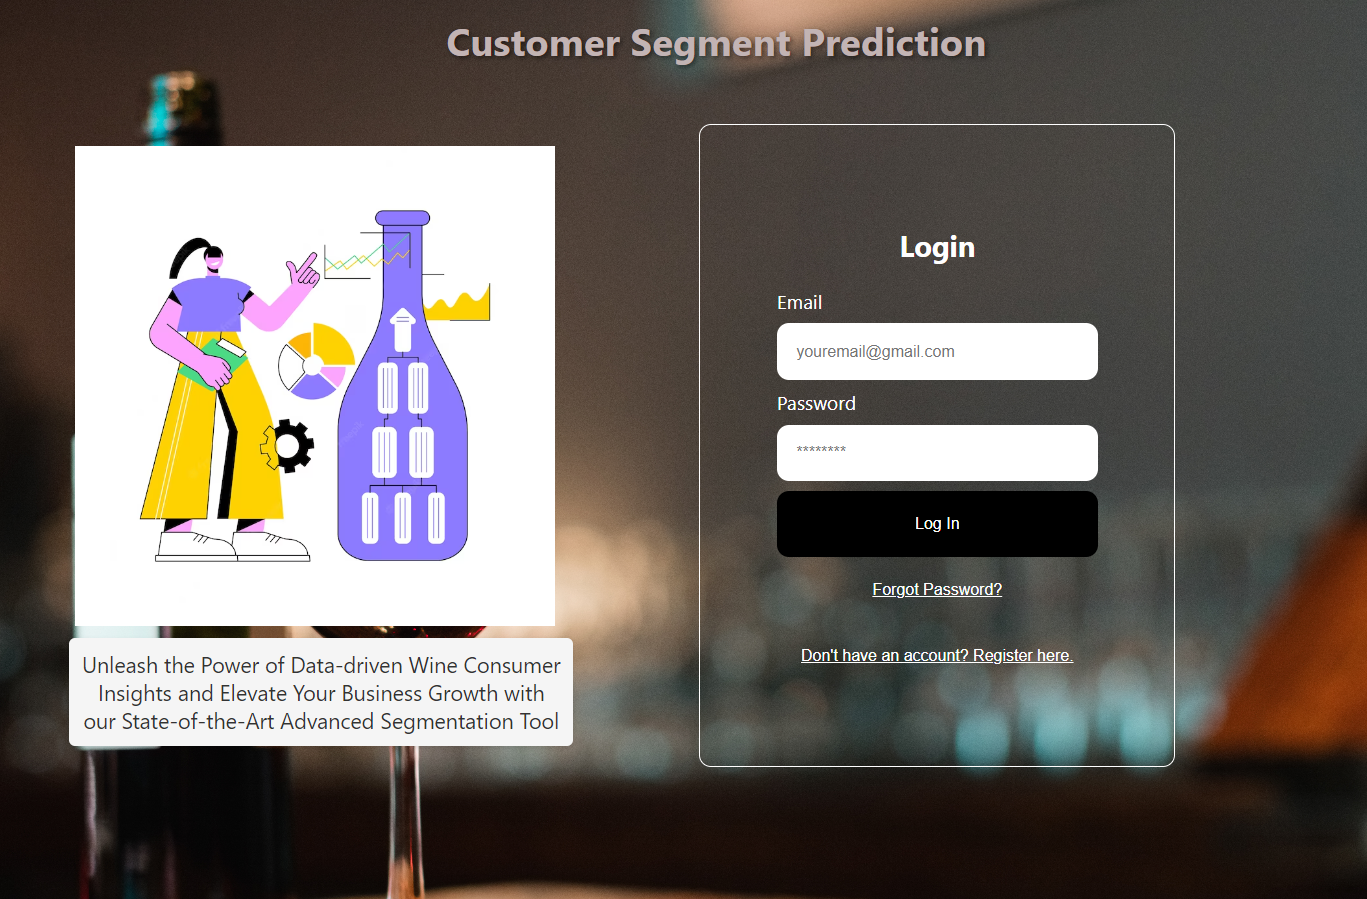 Customer Segment Prediction
Unleash the Power of Data-driven Wine Consumer
Insights and Elevate Your Business Growth with
our State-of-the-Art Advanced Segmentation Tool
Login
Email
youremail@gmail.com
Password
********
Log In
Forgot Password?
Don't have an account? Register here.